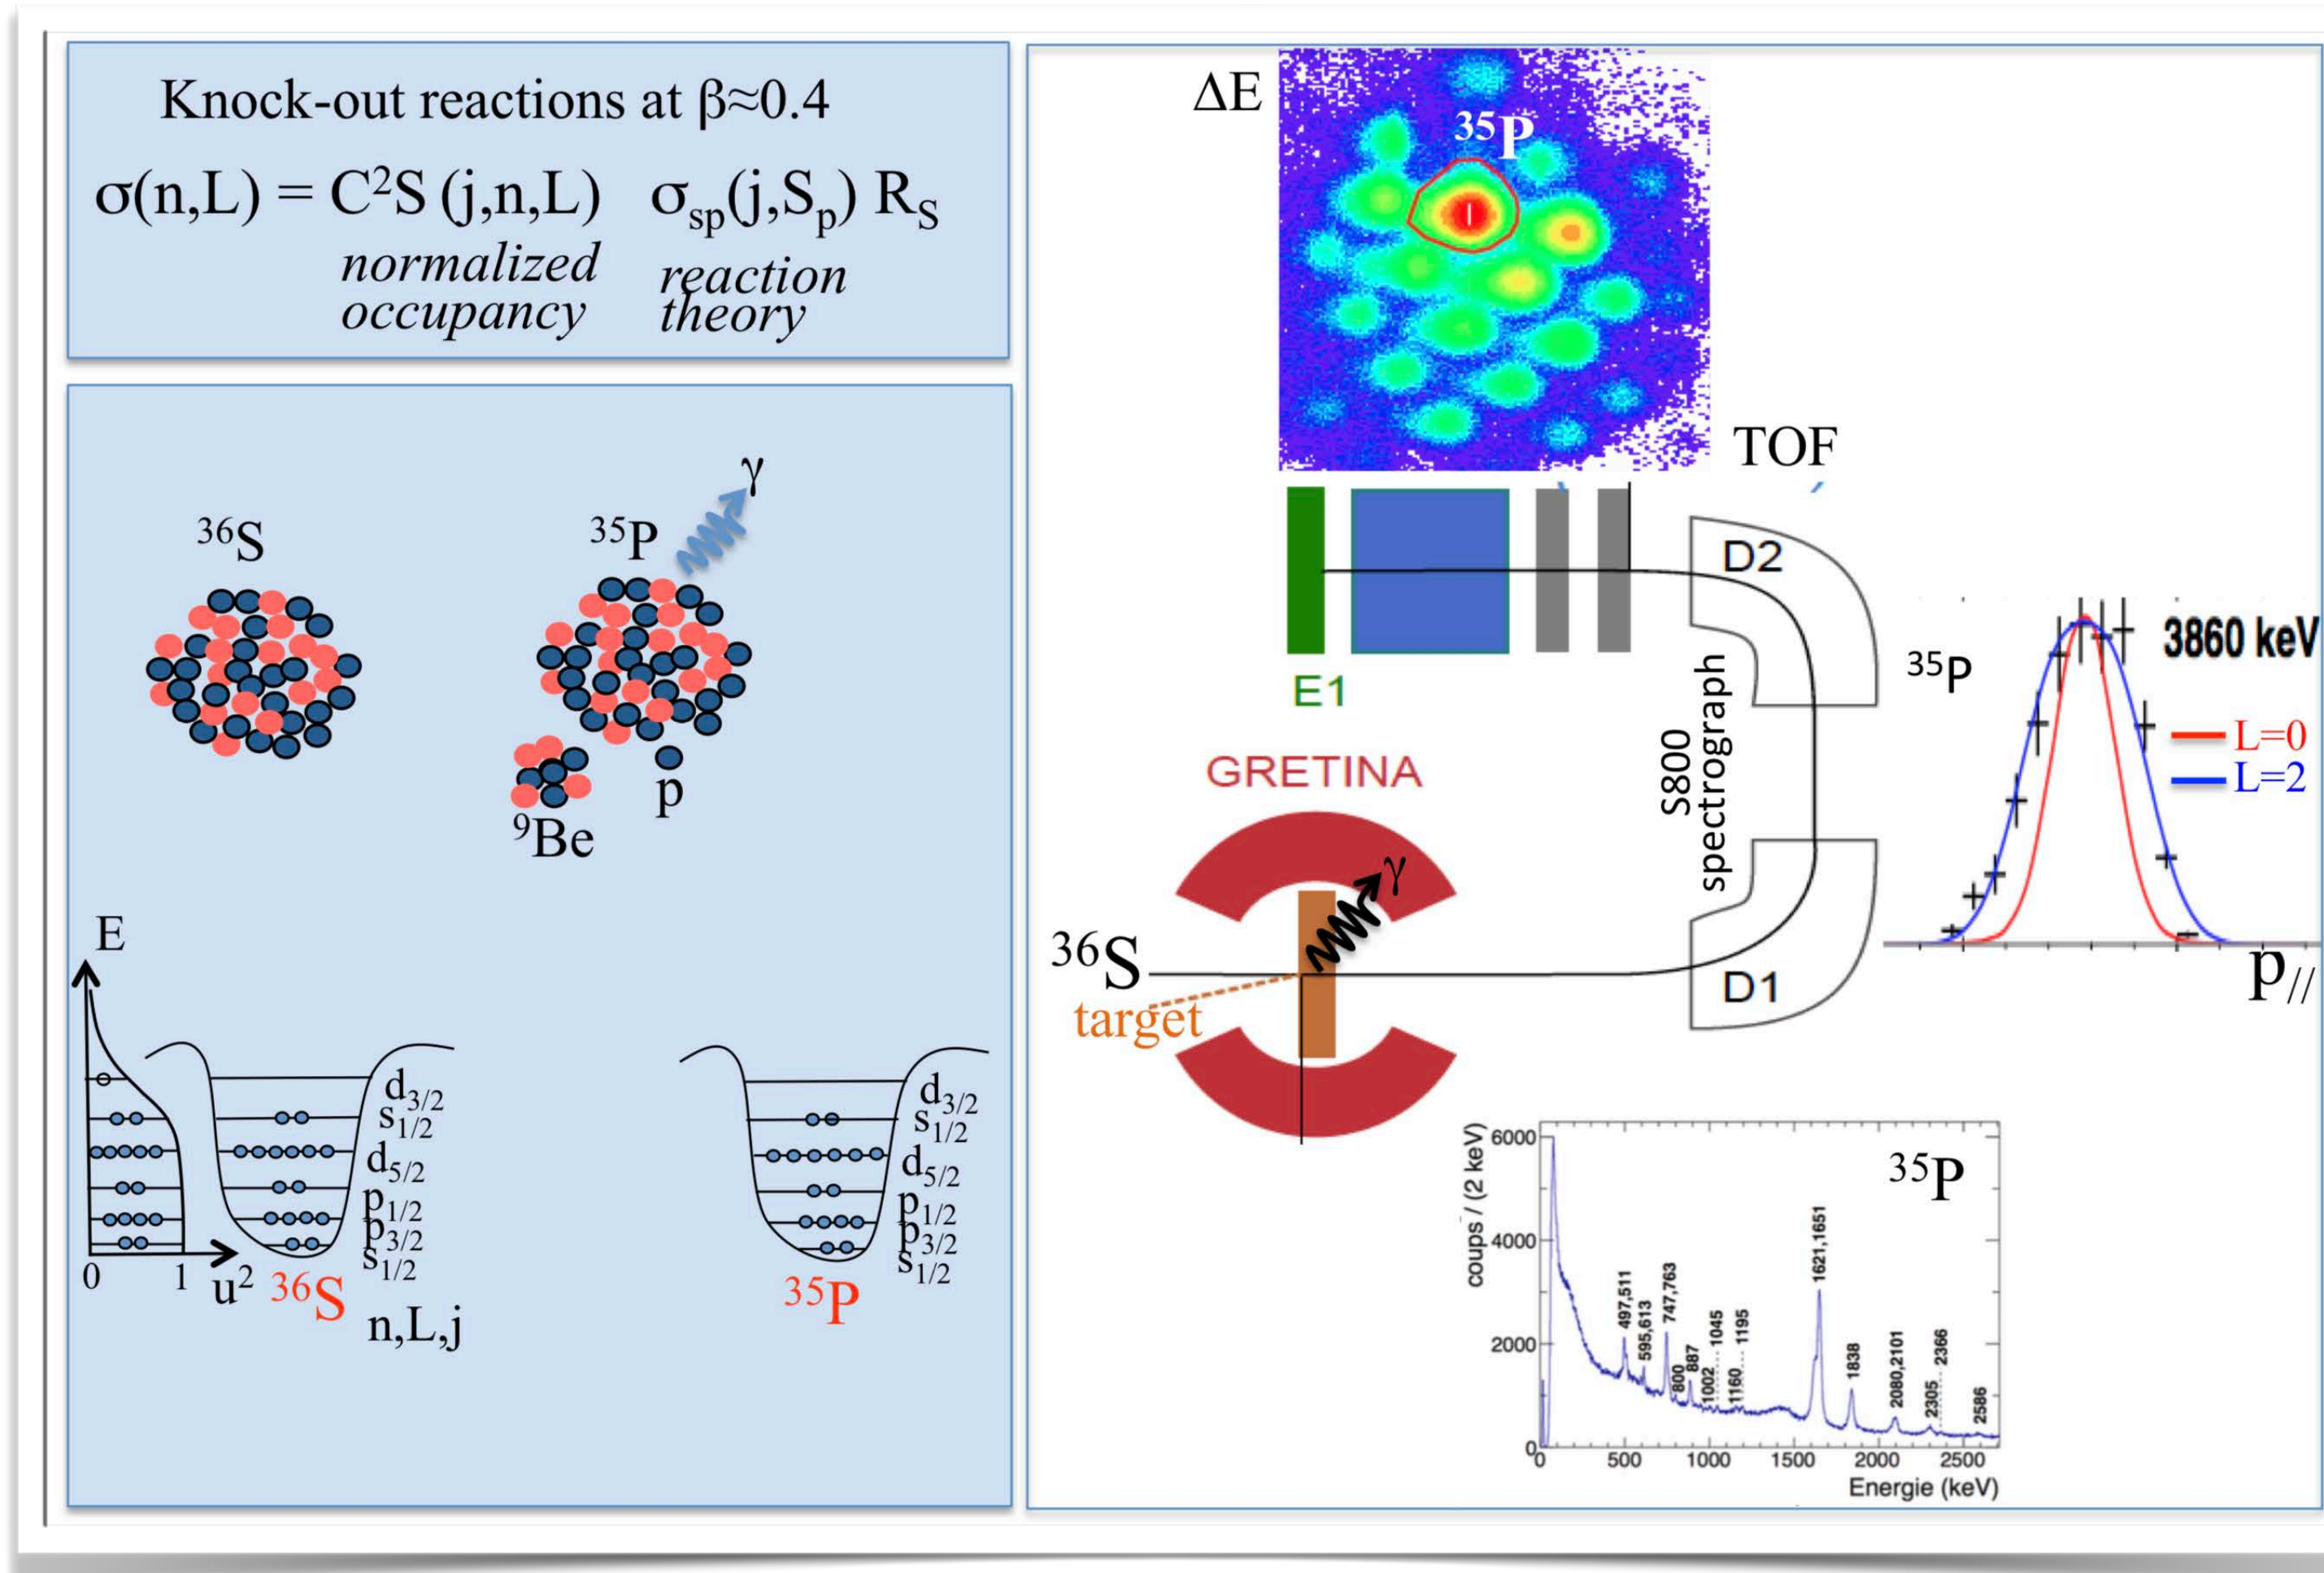 Knock-out reactions at β≈0.4
σ(n,L) = C²S (j,n,L) σsp(j,Sp) RS
normalized occupancy
reaction theory
³⁶S
³⁵P
γ
p
⁹Be
E
d3/2
s1/2
d5/2
p1/2
p3/2
s1/2
0
1
u²
³⁶S
n,L,j
d3/2
s1/2
d5/2
p1/2
p3/2
s1/2
³⁵P
ΔE
³⁵P
TOF
E1
D2
S800
spectrograph
D1
GRETINA
γ
³⁶S
target
³⁵P
3860 keV
L=0
L=2
p//
³⁵P
coups / (2 keV)
6000
4000
2000
0
497,511
595,613
747,763
800
887
1002
1045
1160
1195
1621,1651
1838
2080,2101
2305
2366
2586
0
500
1000
1500
2000
2500
Energie (keV)